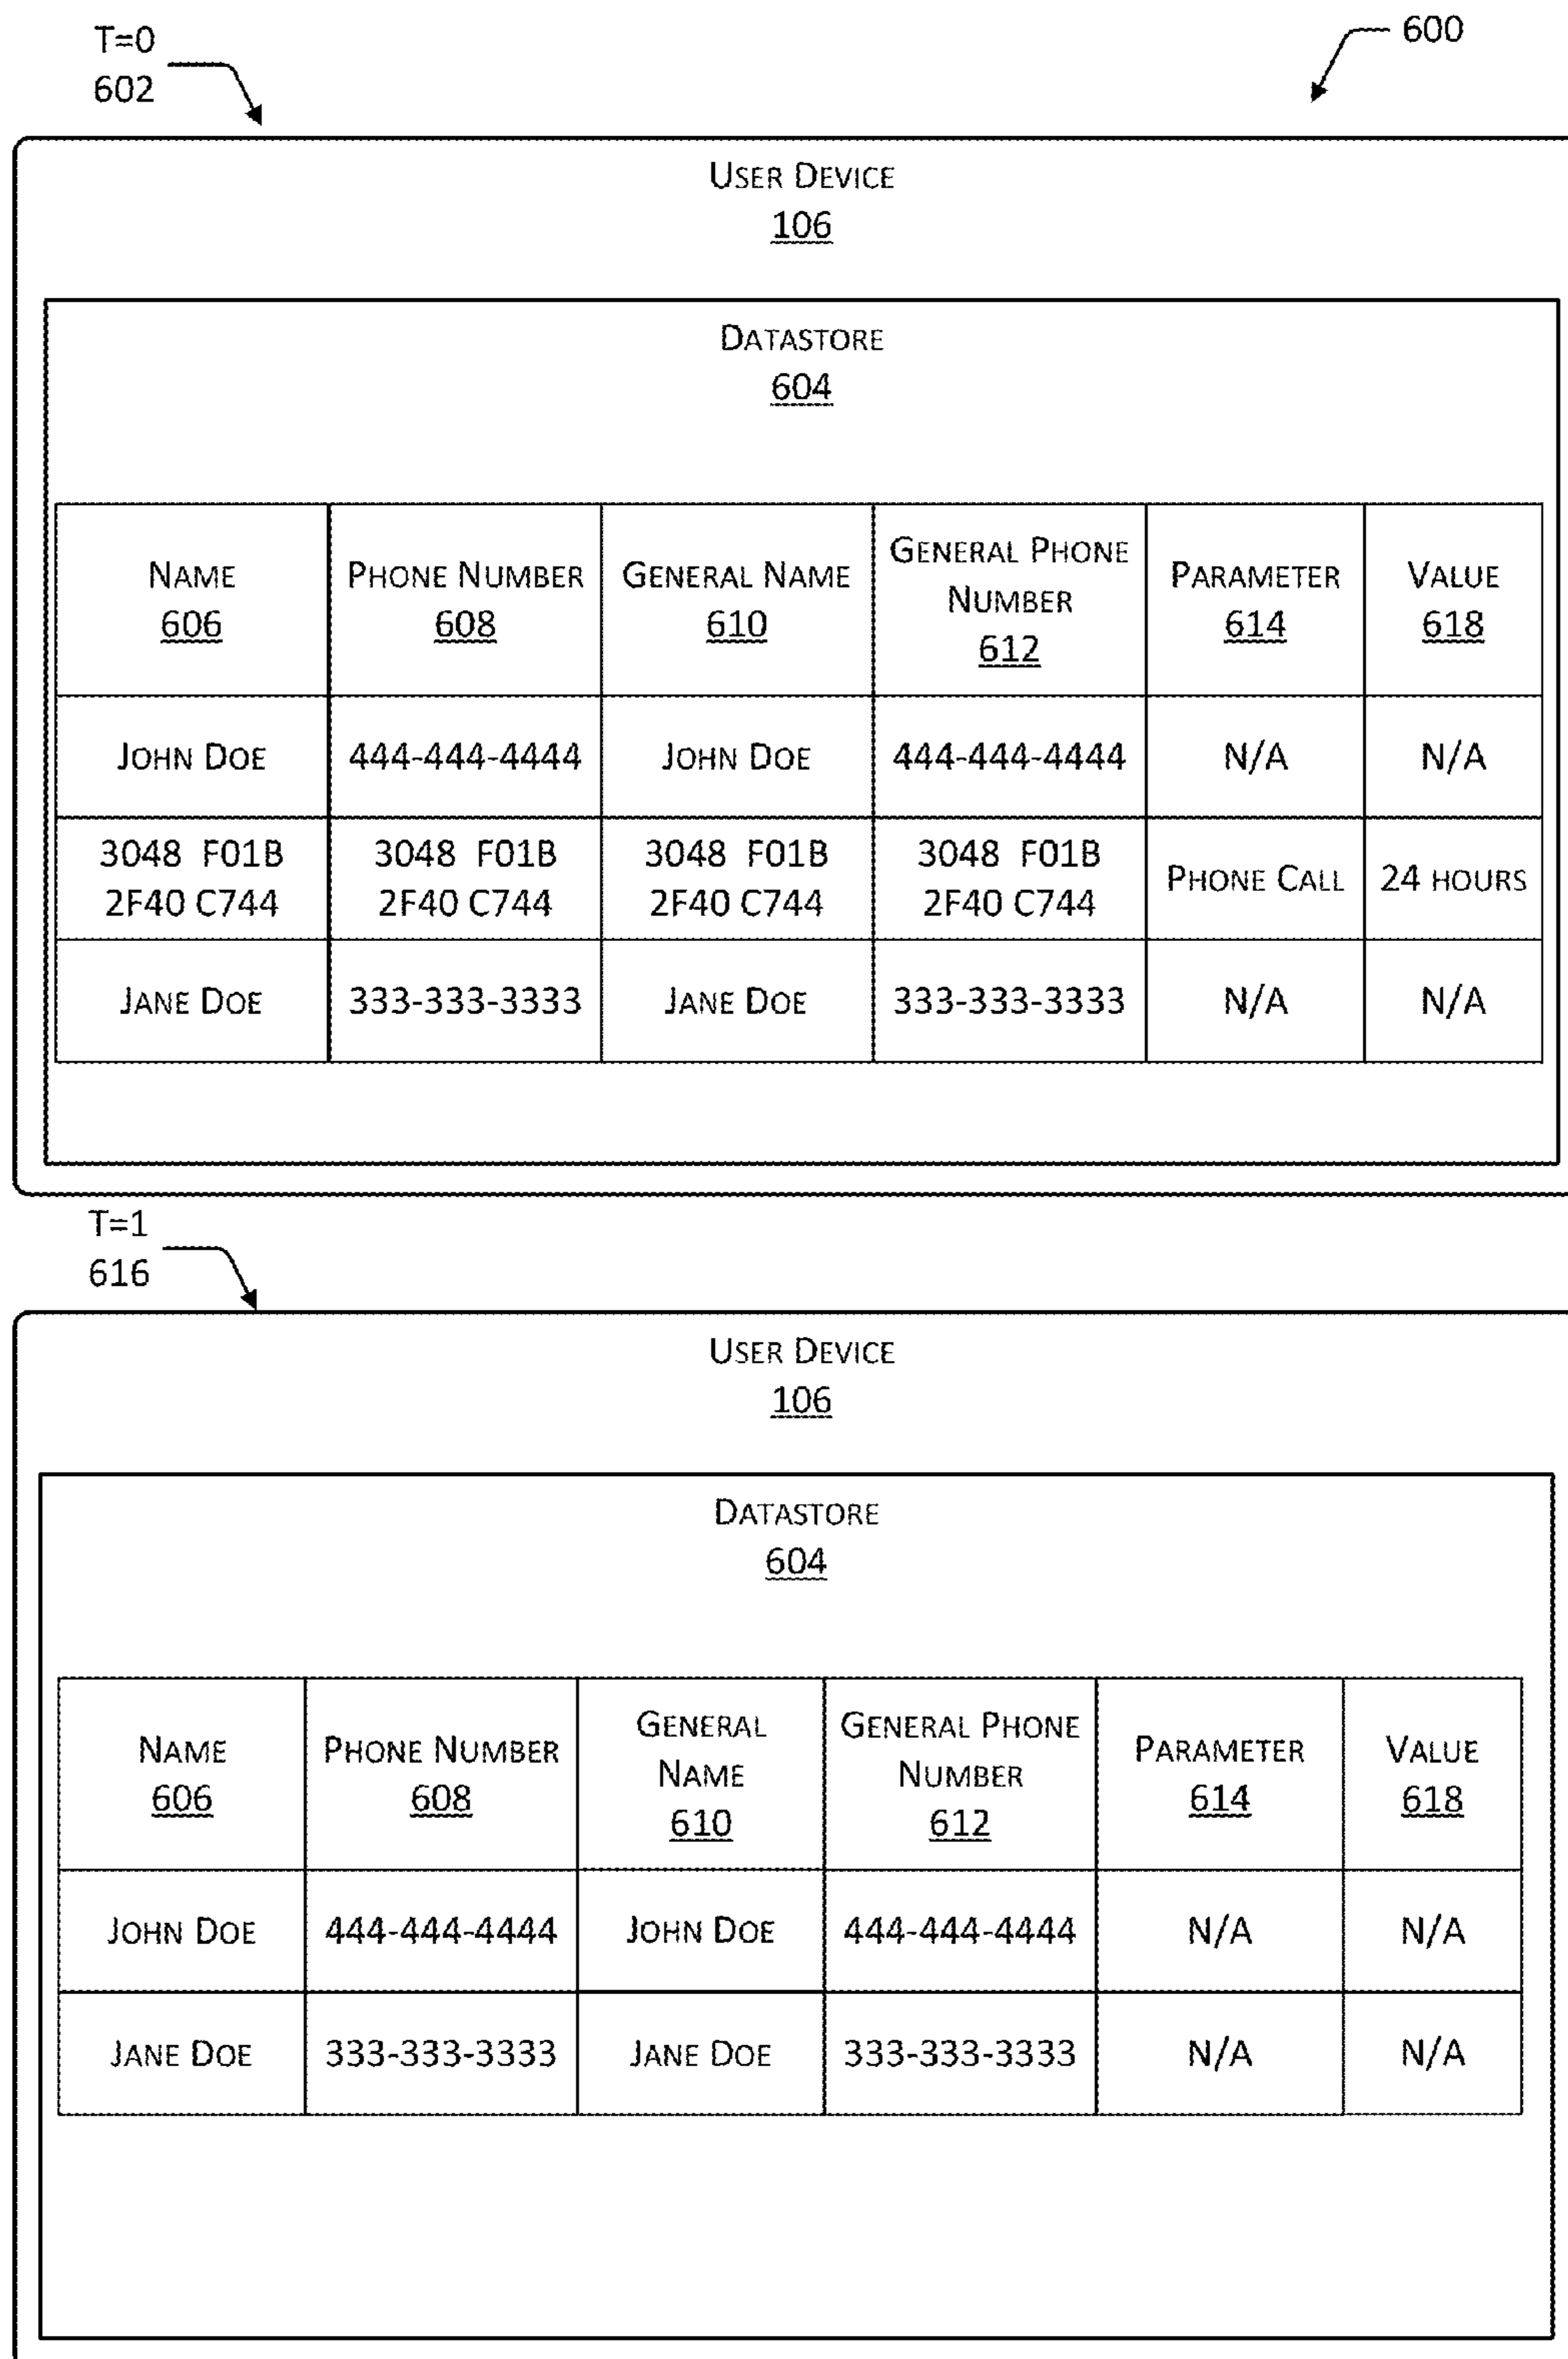 T=0
602
600
USER DEVICE
106
DATASTORE
604
NAME
606
PHONE NUMBER
608
GENERAL NAME
610
GENERAL PHONE
NUMBER
612
PARAMETER
614
VALUE
618
JOHN DOE
444-444-4444
JOHN DOE
444-444-4444
N/A
N/A
3048 F01B
2F40 C744
3048 F01B
2F40 C744
3048 F01B
2F40 C744
3048 F01B
2F40 C744
PHONE CALL
24 HOURS
JANE DOE
333-333-3333
JANE DOE
333-333-3333
N/A
N/A
T=1
616
USER DEVICE
106
DATASTORE
604
NAME
606
PHONE NUMBER
608
GENERAL
NAME
610
GENERAL PHONE
NUMBER
612
PARAMETER
614
VALUE
618
JOHN DOE
444-444-4444
JOHN DOE
444-444-4444
N/A
N/A
JANE DOE
333-333-3333
JANE DOE
333-333-3333
N/A
N/A